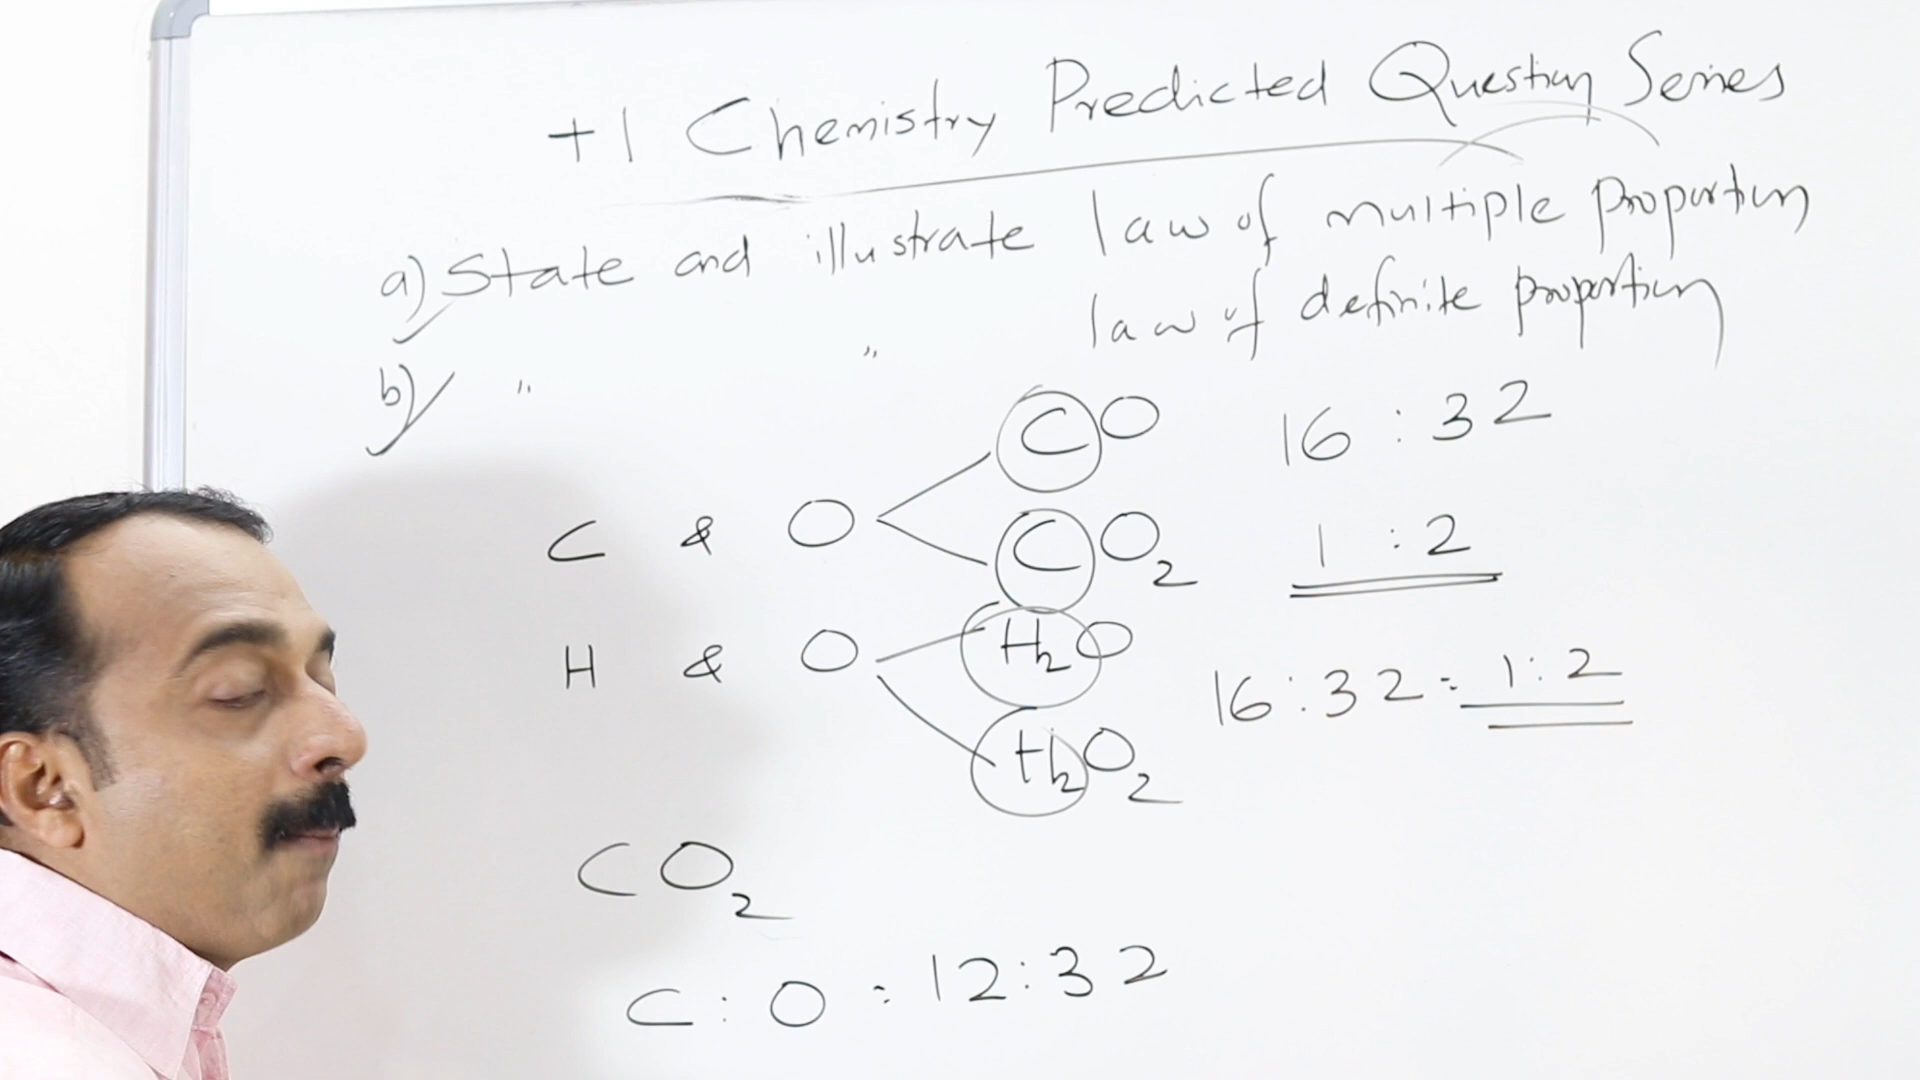 +1 Chemistry Predicted Question Series
a) State and illustrate law of multiple proportion
b) " " law of definite proportion
C & O CO 16 : 32
CO2 1 : 2
H & O H2O 16 : 32 = 1 : 2
H2O2
CO2
C : O = 12 : 32